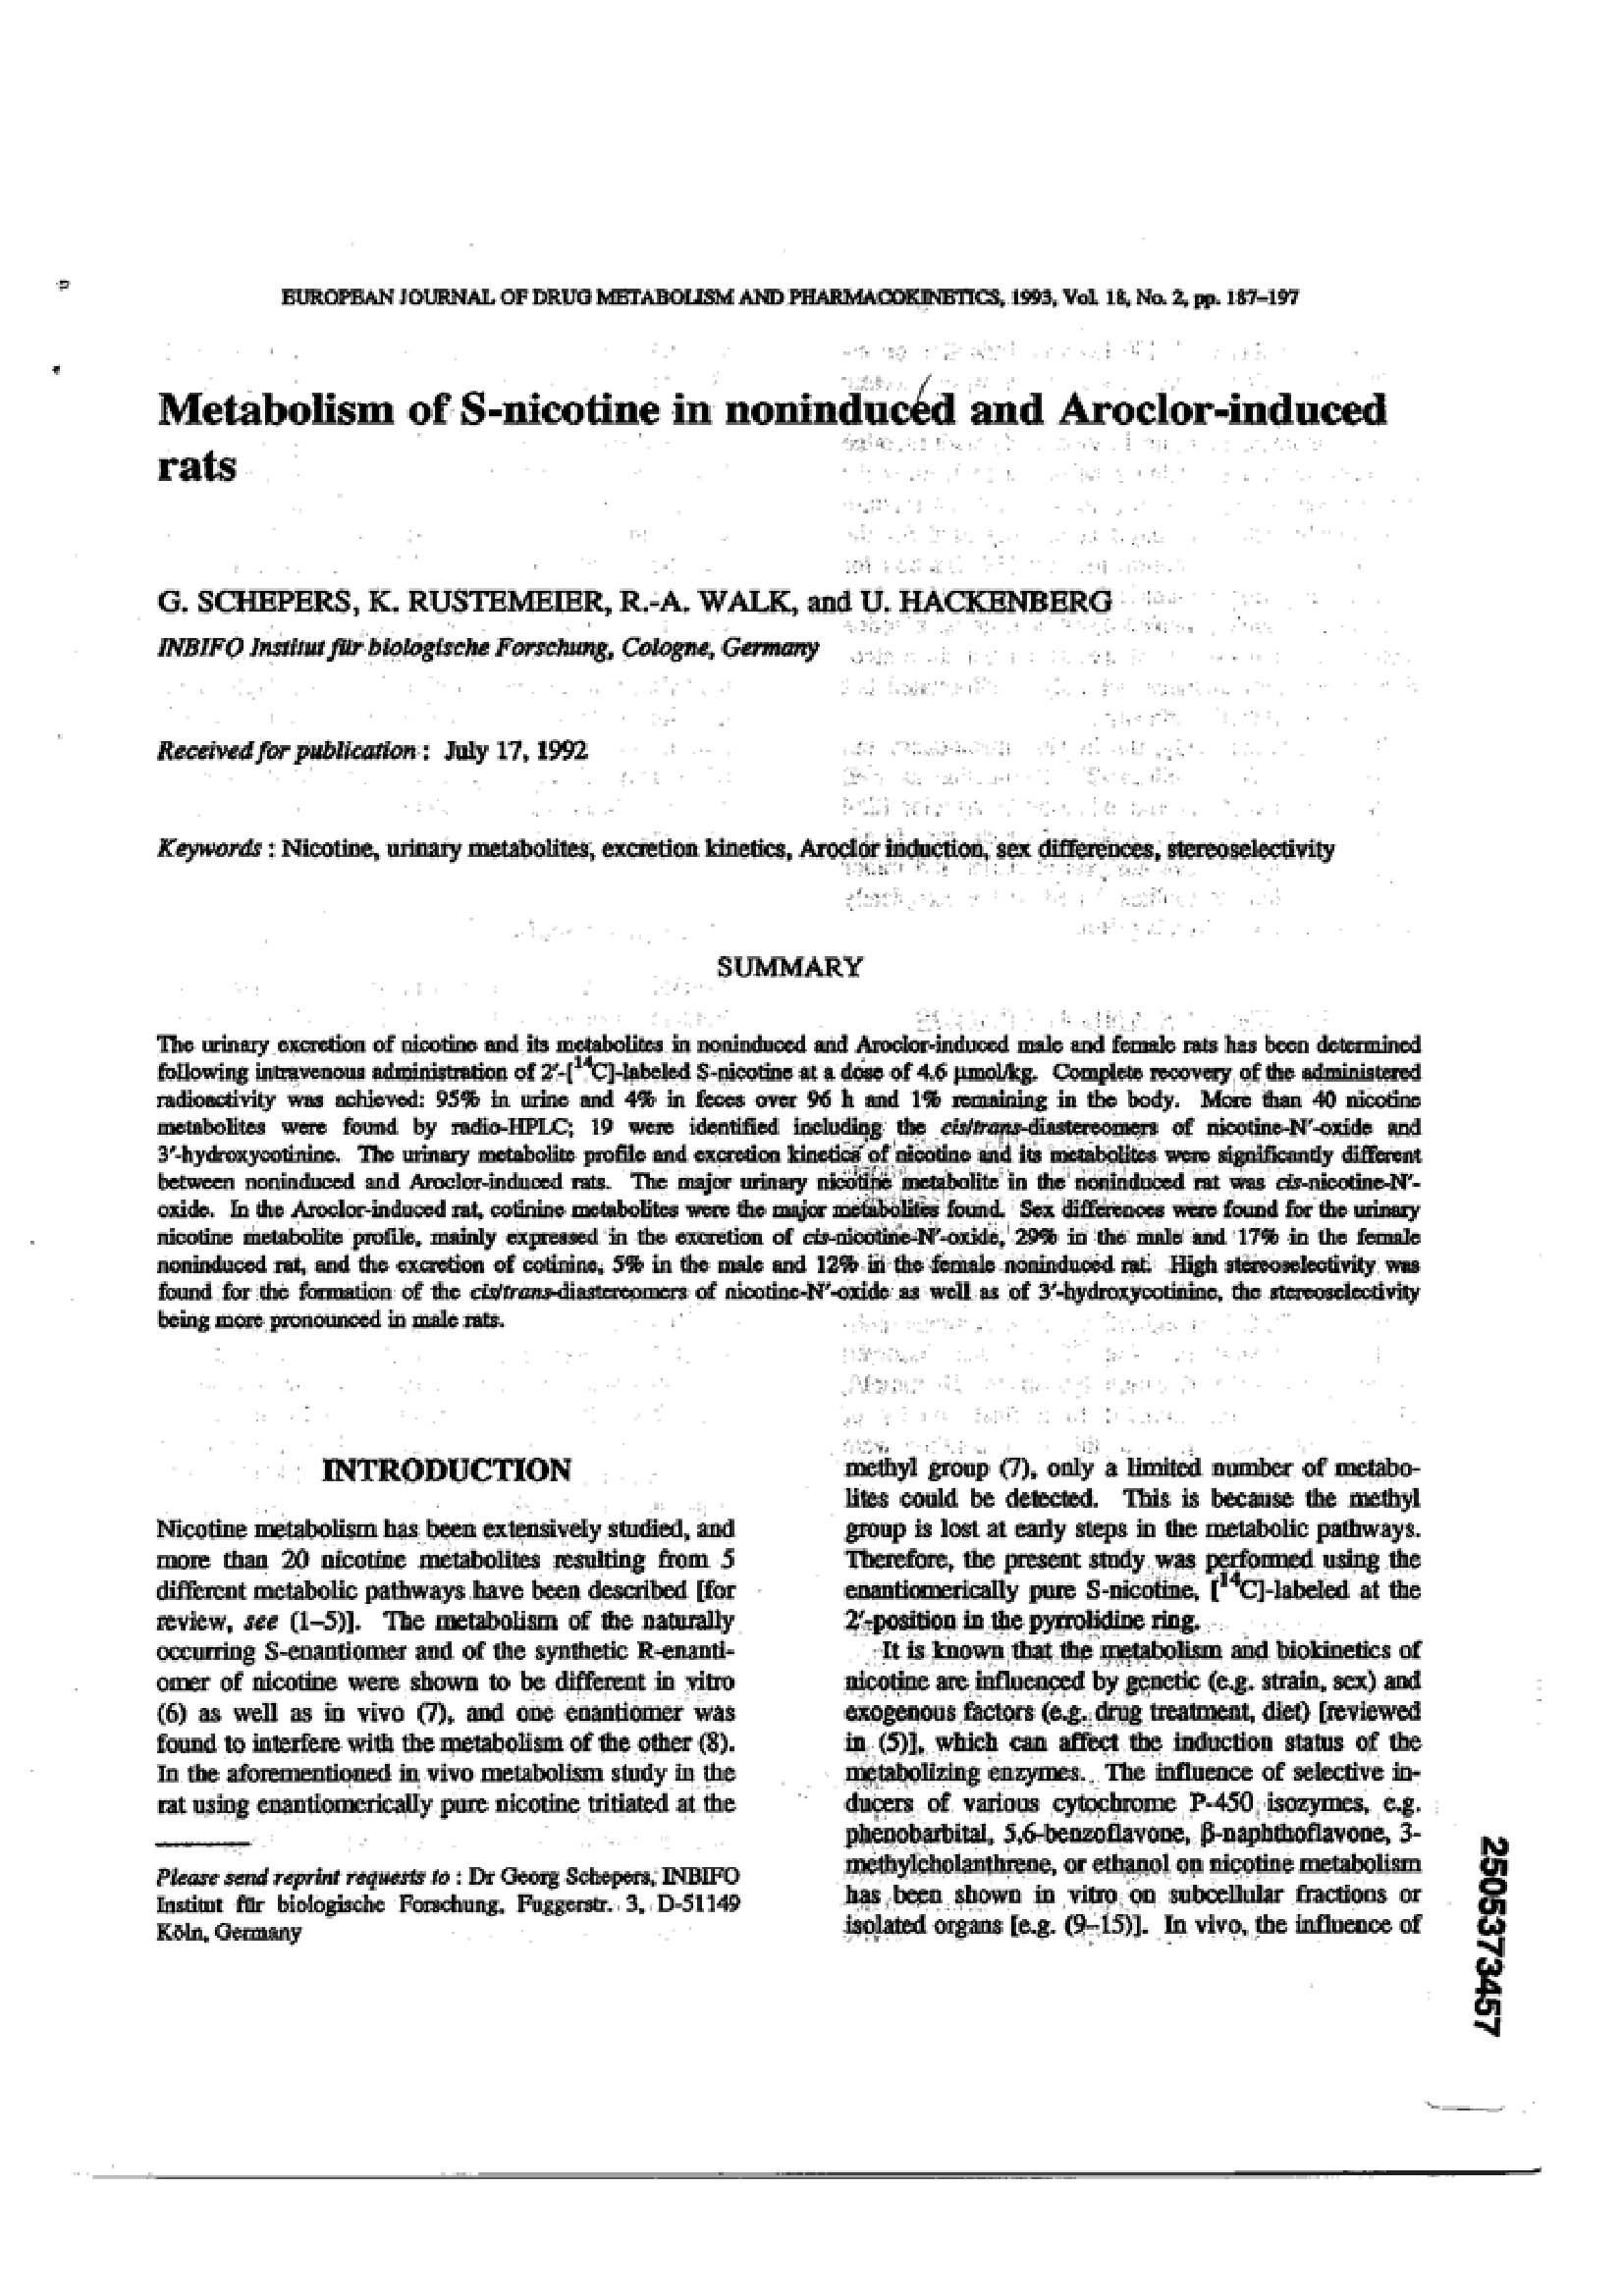 EUROPEAN JOURNAL OF DRUG METABOLISM AND PHARMACOKINETICS, 1993, Vol. 18, No. 2, pp. 187–197
Metabolism of S-nicotine in noninduced and Aroclor-induced
rats
G. SCHEPERS, K. RUSTEMEIER, R.-A. WALK, and U. HACKENBERG
INBIFO Institut für biologische Forschung, Cologne, Germany
Received for publication : July 17, 1992
Keywords : Nicotine, urinary metabolites, excretion kinetics, Aroclor induction, sex differences, stereoselectivity
SUMMARY
The urinary excretion of nicotine and its metabolites in noninduced and Aroclor-induced male and female rats has been determined
following intravenous administration of 2′-[¹⁴C]-labeled S-nicotine at a dose of 4.6 µmol/kg. Complete recovery of the administered
radioactivity was achieved: 95% in urine and 4% in feces over 96 h and 1% remaining in the body. More than 40 nicotine
metabolites were found by radio-HPLC; 19 were identified including the cis/trans-diastereomers of nicotine-N′-oxide and
3′-hydroxycotinine. The urinary metabolite profile and excretion kinetics of nicotine and its metabolites were significantly different
between noninduced and Aroclor-induced rats. The major urinary nicotine metabolite in the noninduced rat was cis-nicotine-N′-
oxide. In the Aroclor-induced rat, cotinine metabolites were the major metabolites found. Sex differences were found for the urinary
nicotine metabolite profile, mainly expressed in the excretion of cis-nicotine-N′-oxide, 29% in the male and 17% in the female
noninduced rat, and the excretion of cotinine, 5% in the male and 12% in the female noninduced rat. High stereoselectivity was
found for the formation of the cis/trans-diastereomers of nicotine-N′-oxide as well as of 3′-hydroxycotinine, the stereoselectivity
being more pronounced in male rats.
INTRODUCTION
Nicotine metabolism has been extensively studied, and
more than 20 nicotine metabolites resulting from 5
different metabolic pathways have been described [for
review, see (1–5)]. The metabolism of the naturally
occurring S-enantiomer and of the synthetic R-enanti-
omer of nicotine were shown to be different in vitro
(6) as well as in vivo (7), and one enantiomer was
found to interfere with the metabolism of the other (8).
In the aforementioned in vivo metabolism study in the
rat using enantiomerically pure nicotine tritiated at the
Please send reprint requests to : Dr Georg Schepers, INBIFO
Institut für biologische Forschung, Fuggerstr. 3, D-51149
Köln, Germany
methyl group (7), only a limited number of metabo-
lites could be detected. This is because the methyl
group is lost at early steps in the metabolic pathways.
Therefore, the present study was performed using the
enantiomerically pure S-nicotine, [¹⁴C]-labeled at the
2′-position in the pyrrolidine ring.
It is known that the metabolism and biokinetics of
nicotine are influenced by genetic (e.g. strain, sex) and
exogenous factors (e.g. drug treatment, diet) [reviewed
in (5)], which can affect the induction status of the
metabolizing enzymes. The influence of selective in-
ducers of various cytochrome P-450 isozymes, e.g.
phenobarbital, 5,6-benzoflavone, β-naphthoflavone, 3-
methylcholanthrene, or ethanol on nicotine metabolism
has been shown in vitro on subcellular fractions or
isolated organs [e.g. (9–15)]. In vivo, the influence of
2505373457